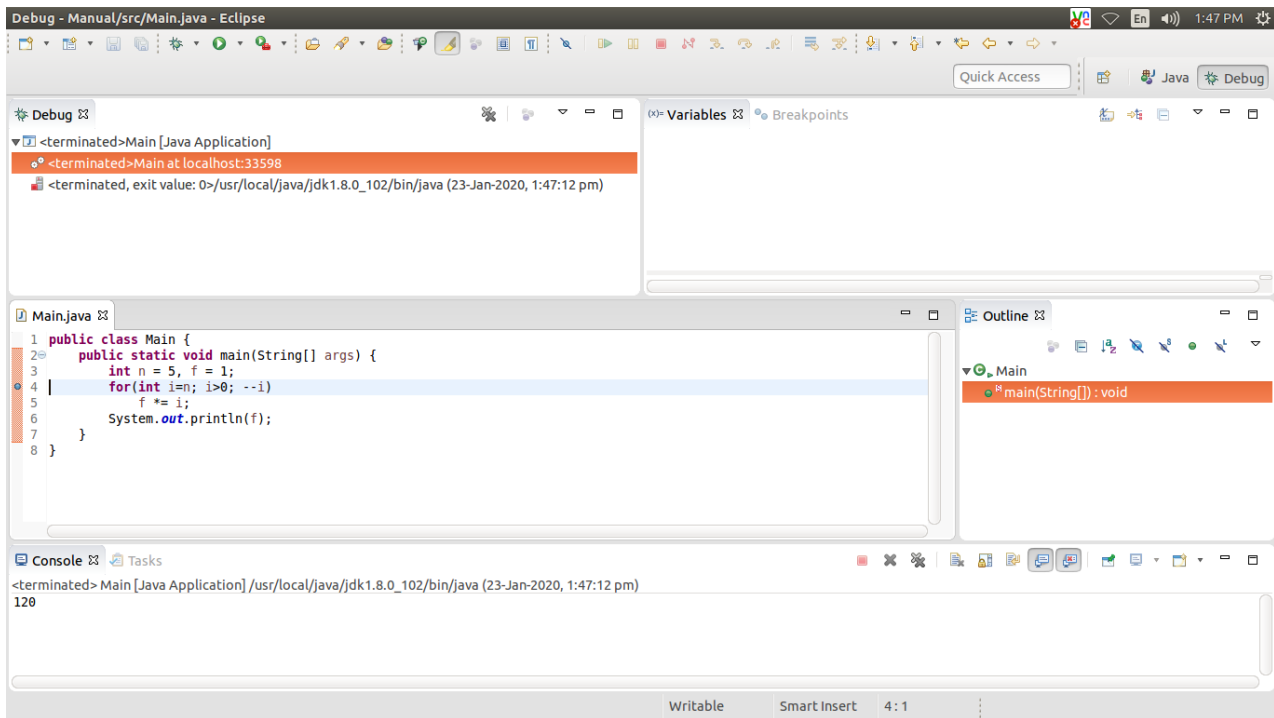 Debug - Manual/src/Main.java - Eclipse
En
1:47 PM
Quick Access
Java
Debug
Debug
(x)= Variables
Breakpoints
<terminated>Main [Java Application]
<terminated>Main at localhost:33598
<terminated, exit value: 0>/usr/local/java/jdk1.8.0_102/bin/java (23-Jan-2020, 1:47:12 pm)
Main.java
Outline
1 public class Main {
2 public static void main(String[] args) {
3 int n = 5, f = 1;
4 for(int i=n; i>0; --i)
5 f *= i;
6 System.out.println(f);
7 }
8 }
Main
main(String[]) : void
Console
Tasks
<terminated> Main [Java Application] /usr/local/java/jdk1.8.0_102/bin/java (23-Jan-2020, 1:47:12 pm)
120
Writable
Smart Insert
4 : 1